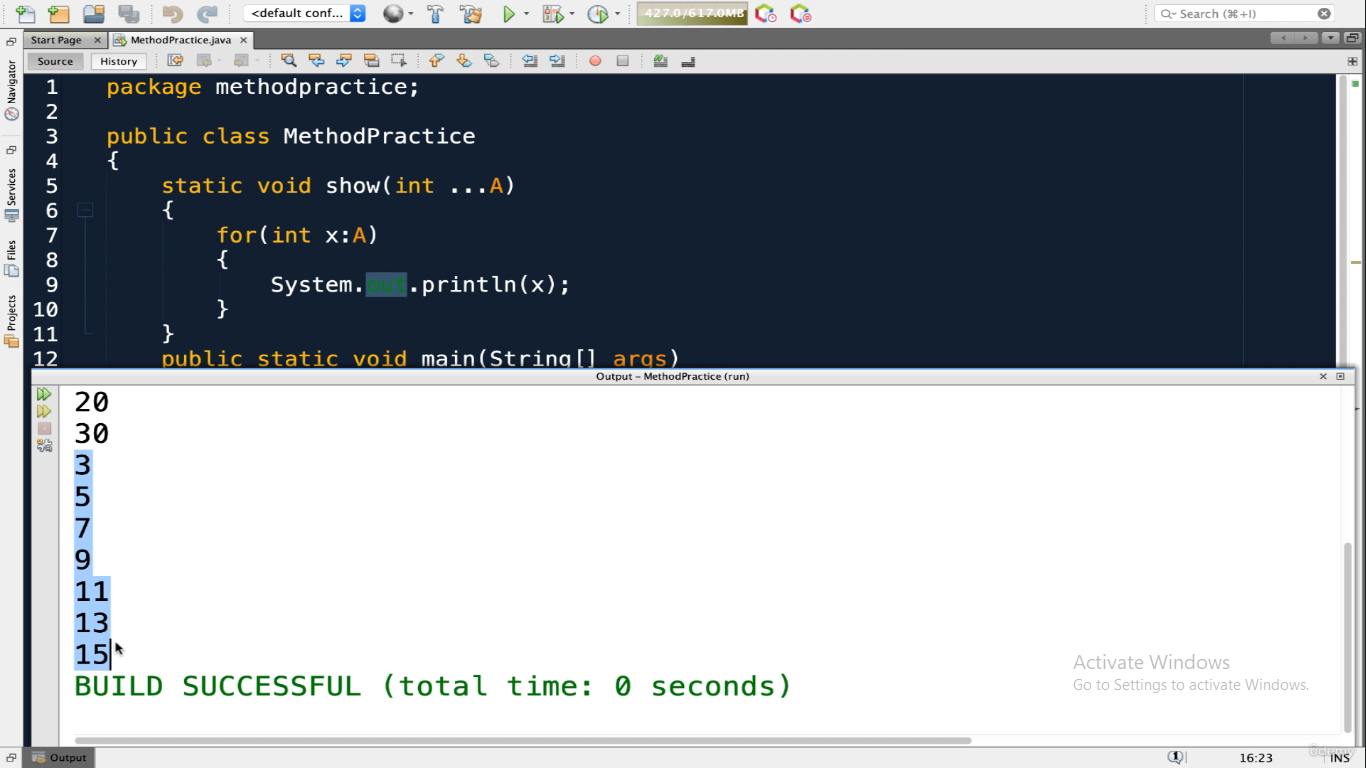 <default conf...
427.0/617.0MB
Search (⌘+I)
Start Page
MethodPractice.java
Source
History
Navigator
Services
Files
Projects
1 package methodpractice;
2
3 public class MethodPractice
4 {
5 static void show(int ...A)
6 {
7 for(int x:A)
8 {
9 System.out.println(x);
10 }
11 }
12 public static void main(String[] args)
Output - MethodPractice (run)
20
30
3
5
7
9
11
13
15
BUILD SUCCESSFUL (total time: 0 seconds)
Activate Windows
Go to Settings to activate Windows.
Output
1
16:23
INS
ûdemy